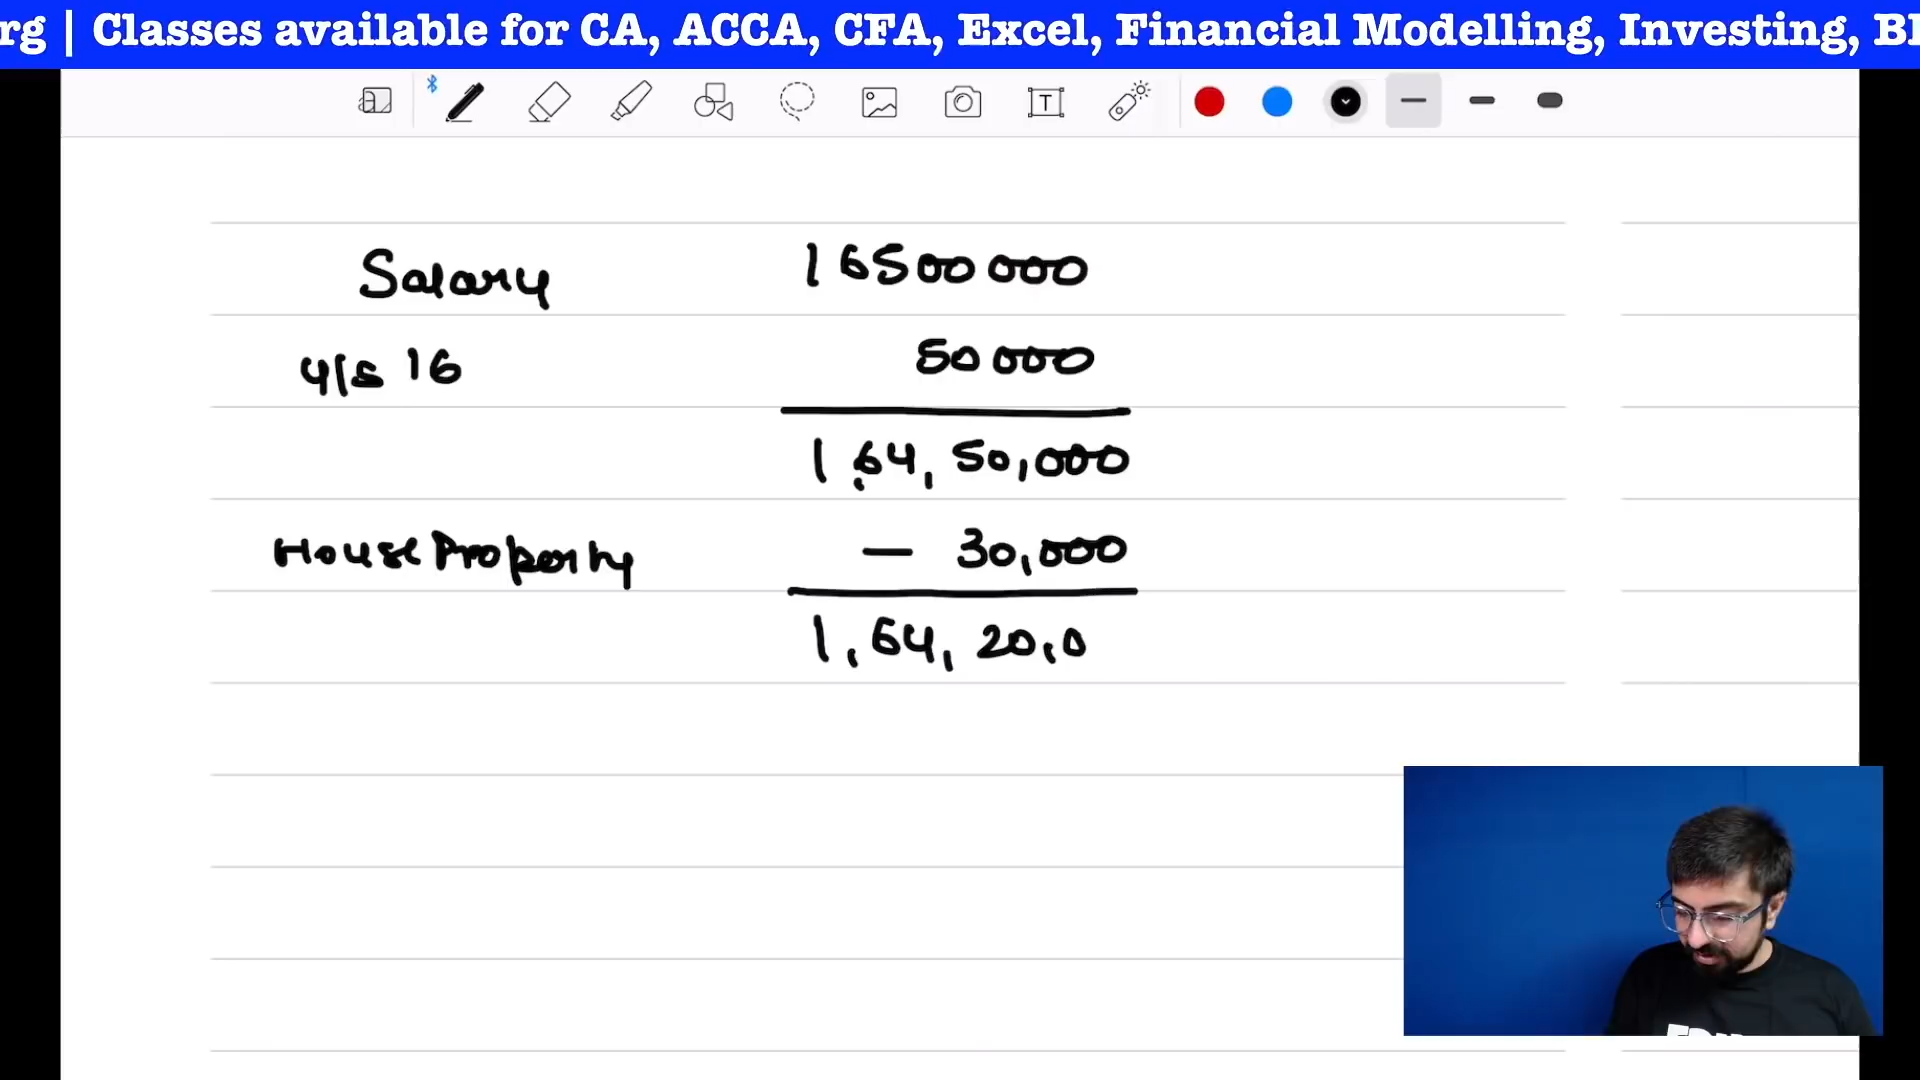 rg | Classes available for CA, ACCA, CFA, Excel, Financial Modelling, Investing, Bl
T
Salary 16500000
u/s 16 50000
1 64, 50,000
House Property — 30,000
1, 64, 20,0